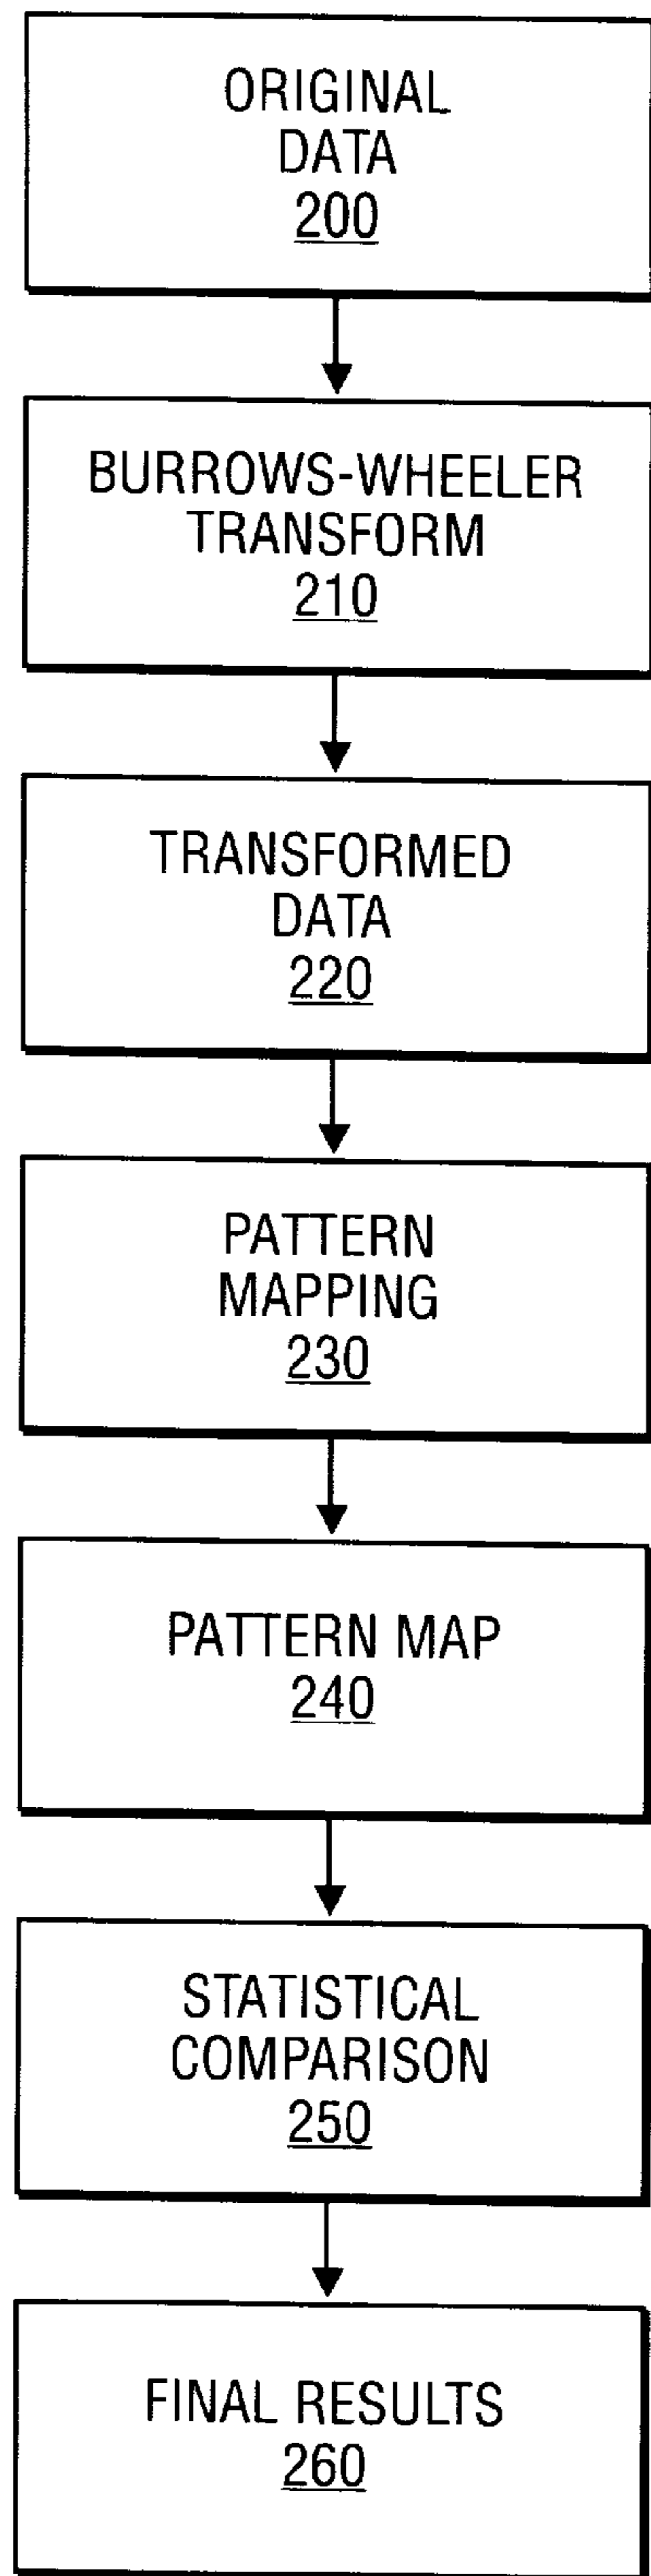 ORIGINAL
DATA
200
BURROWS-WHEELER
TRANSFORM
210
TRANSFORMED
DATA
220
PATTERN
MAPPING
230
PATTERN MAP
240
STATISTICAL
COMPARISON
250
FINAL RESULTS
260